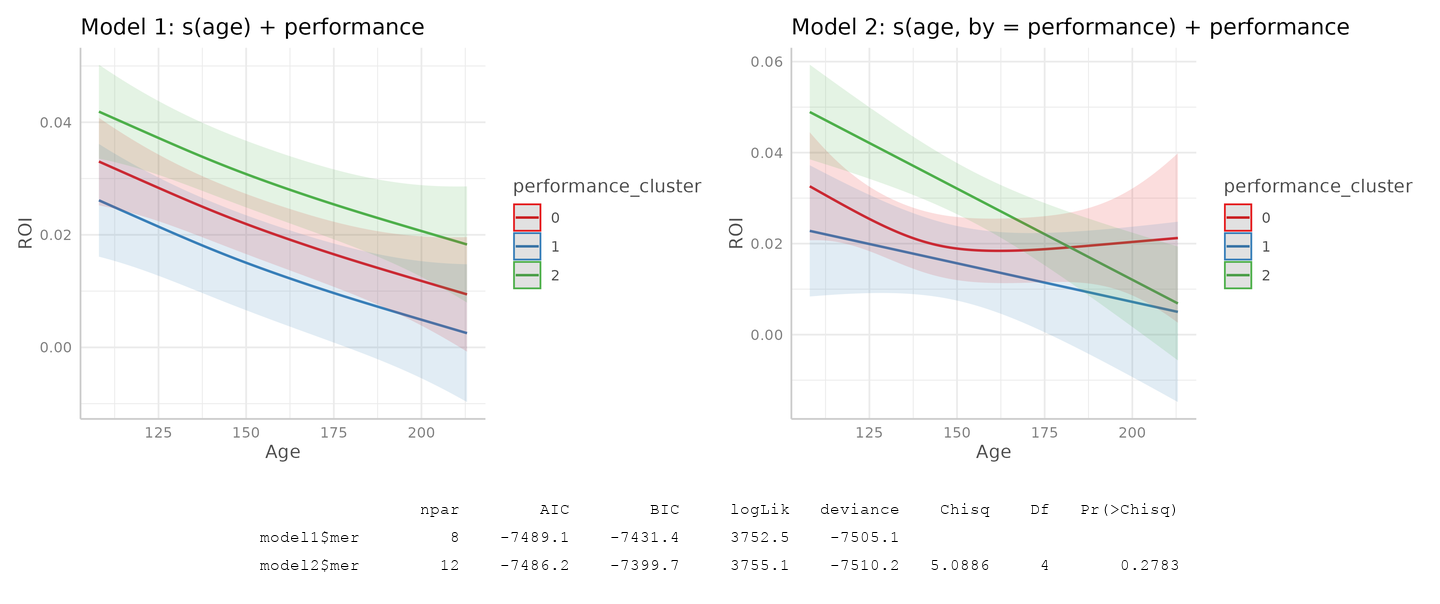 Model 1: s(age) + performance
0.04
0.02
0.00
ROI
125 150 175 200
Age
performance_cluster
0
1
2
Model 2: s(age, by = performance) + performance
0.06
0.04
0.02
0.00
ROI
125 150 175 200
Age
performance_cluster
0
1
2
npar AIC BIC logLik deviance Chisq Df Pr(>Chisq)
model1$mer 8 -7489.1 -7431.4 3752.5 -7505.1
model2$mer 12 -7486.2 -7399.7 3755.1 -7510.2 5.0886 4 0.2783